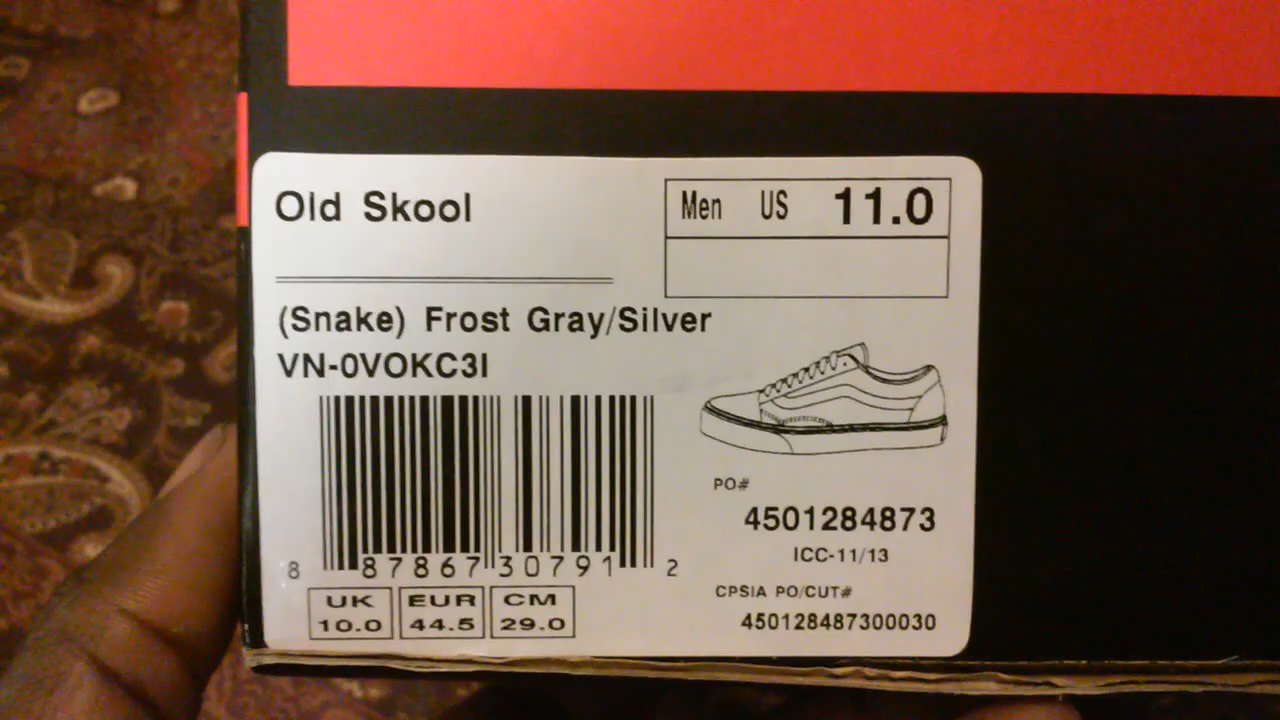 Old Skool
Men US 11.0
(Snake) Frost Gray/Silver
VN-0VOKC3I
8 87867 30791 2
UK EUR CM
10.0 44.5 29.0
PO#
4501284873
ICC-11/13
CPSIA PO/CUT#
450128487300030